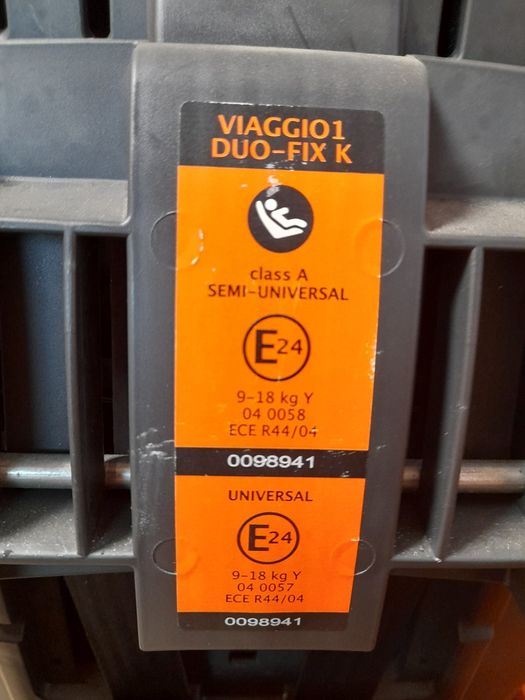 VIAGGIO1
DUO-FIX K
class A
SEMI-UNIVERSAL
E24
9-18 kg Y
04 0058
ECE R44/04
0098941
UNIVERSAL
E24
9-18 kg Y
04 0057
ECE R44/04
0098941